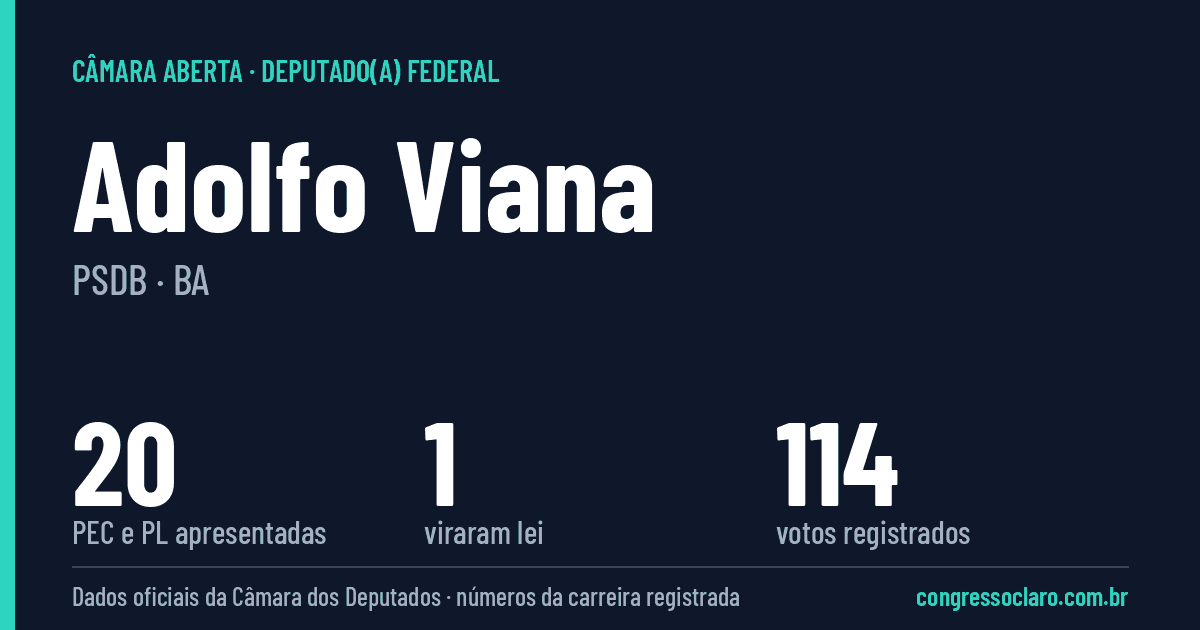 CÂMARA ABERTA · DEPUTADO(A) FEDERAL
Adolfo Viana
PSDB · BA
20 1 114
PEC e PL apresentadas viraram lei votos registrados
Dados oficiais da Câmara dos Deputados · números da carreira registrada congressoclaro.com.br